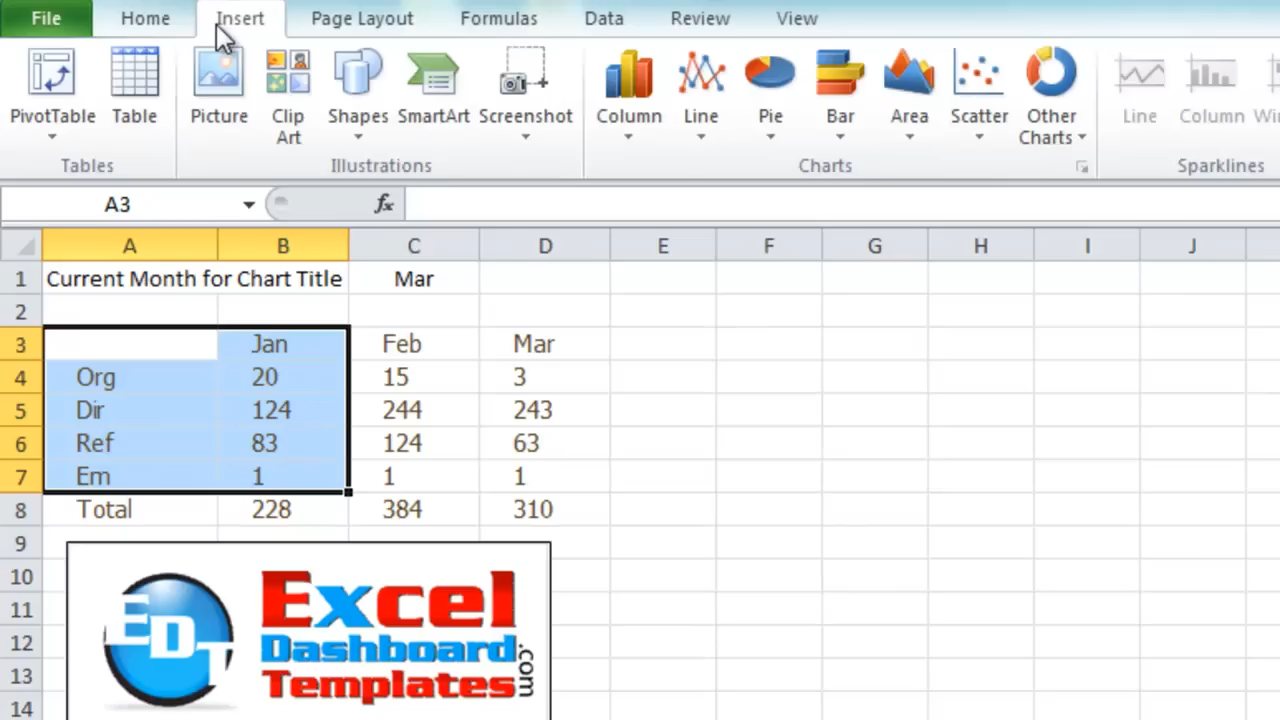 File Home Insert Page Layout Formulas Data Review View
PivotTable Table Picture Clip Art Shapes SmartArt Screenshot Column Line Pie Bar Area Scatter Other Charts Line Column
Tables Illustrations Charts Sparklines
A3 fx
A B C D E F G H I J
1 Current Month for Chart Title Mar
2
3 Jan Feb Mar
4 Org 20 15 3
5 Dir 124 244 243
6 Ref 83 124 63
7 Em 1 1 1
8 Total 228 384 310
9
10
11
12
13
14
EDT
Excel
Dashboard
Templates
.com